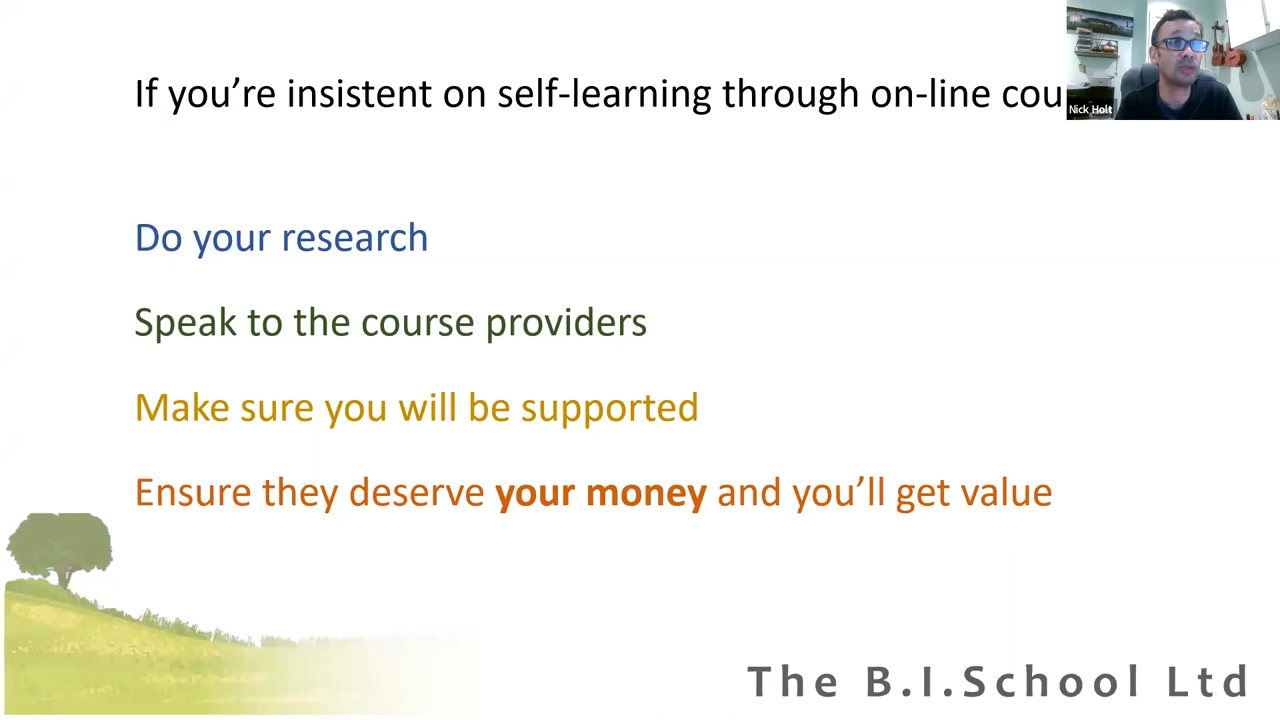 If you’re insistent on self-learning through on-line
Nick Holt
Do your research
Speak to the course providers
Make sure you will be supported
Ensure they deserve your money and you’ll get value
The B.I.School Ltd